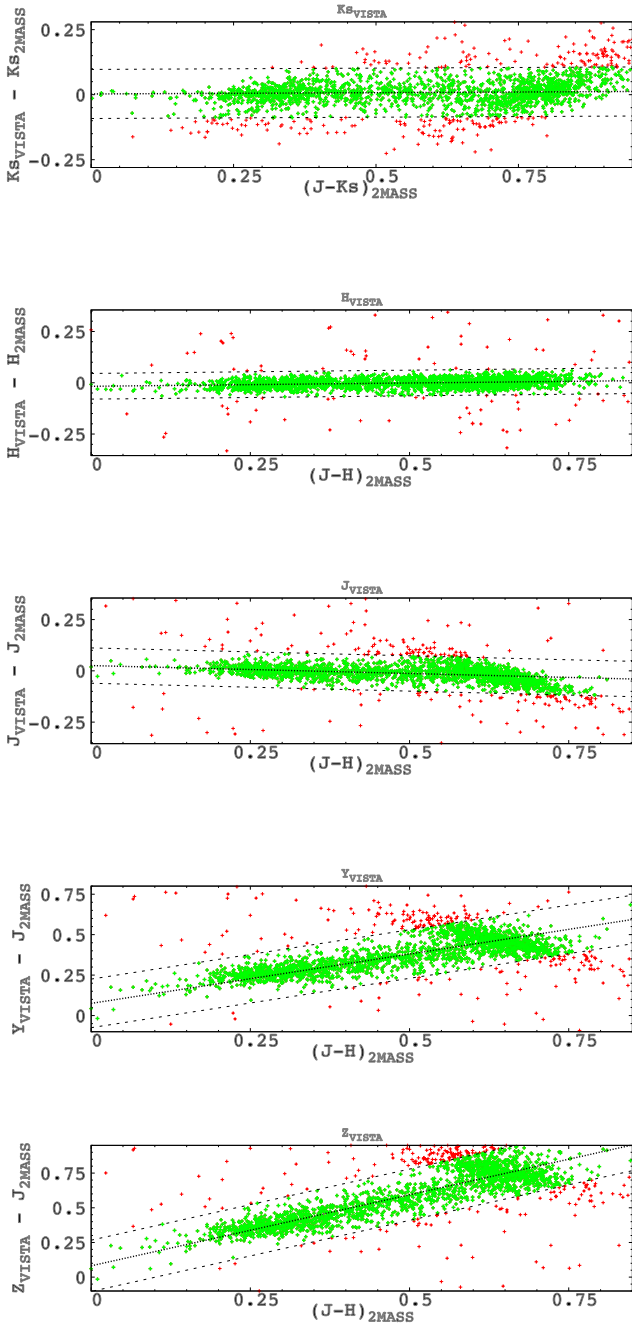 Ks_VISTA
Ks_VISTA − Ks_2MASS
0.25
0
−0.25
0 0.25 0.5 0.75
(J−Ks)_2MASS
H_VISTA
H_VISTA − H_2MASS
0.25
0
−0.25
0 0.25 0.5 0.75
(J−H)_2MASS
J_VISTA
J_VISTA − J_2MASS
0.25
0
−0.25
0 0.25 0.5 0.75
(J−H)_2MASS
Y_VISTA
Y_VISTA − J_2MASS
0.75
0.5
0.25
0
0 0.25 0.5 0.75
(J−H)_2MASS
Z_VISTA
Z_VISTA − J_2MASS
0.75
0.5
0.25
0
0 0.25 0.5 0.75
(J−H)_2MASS